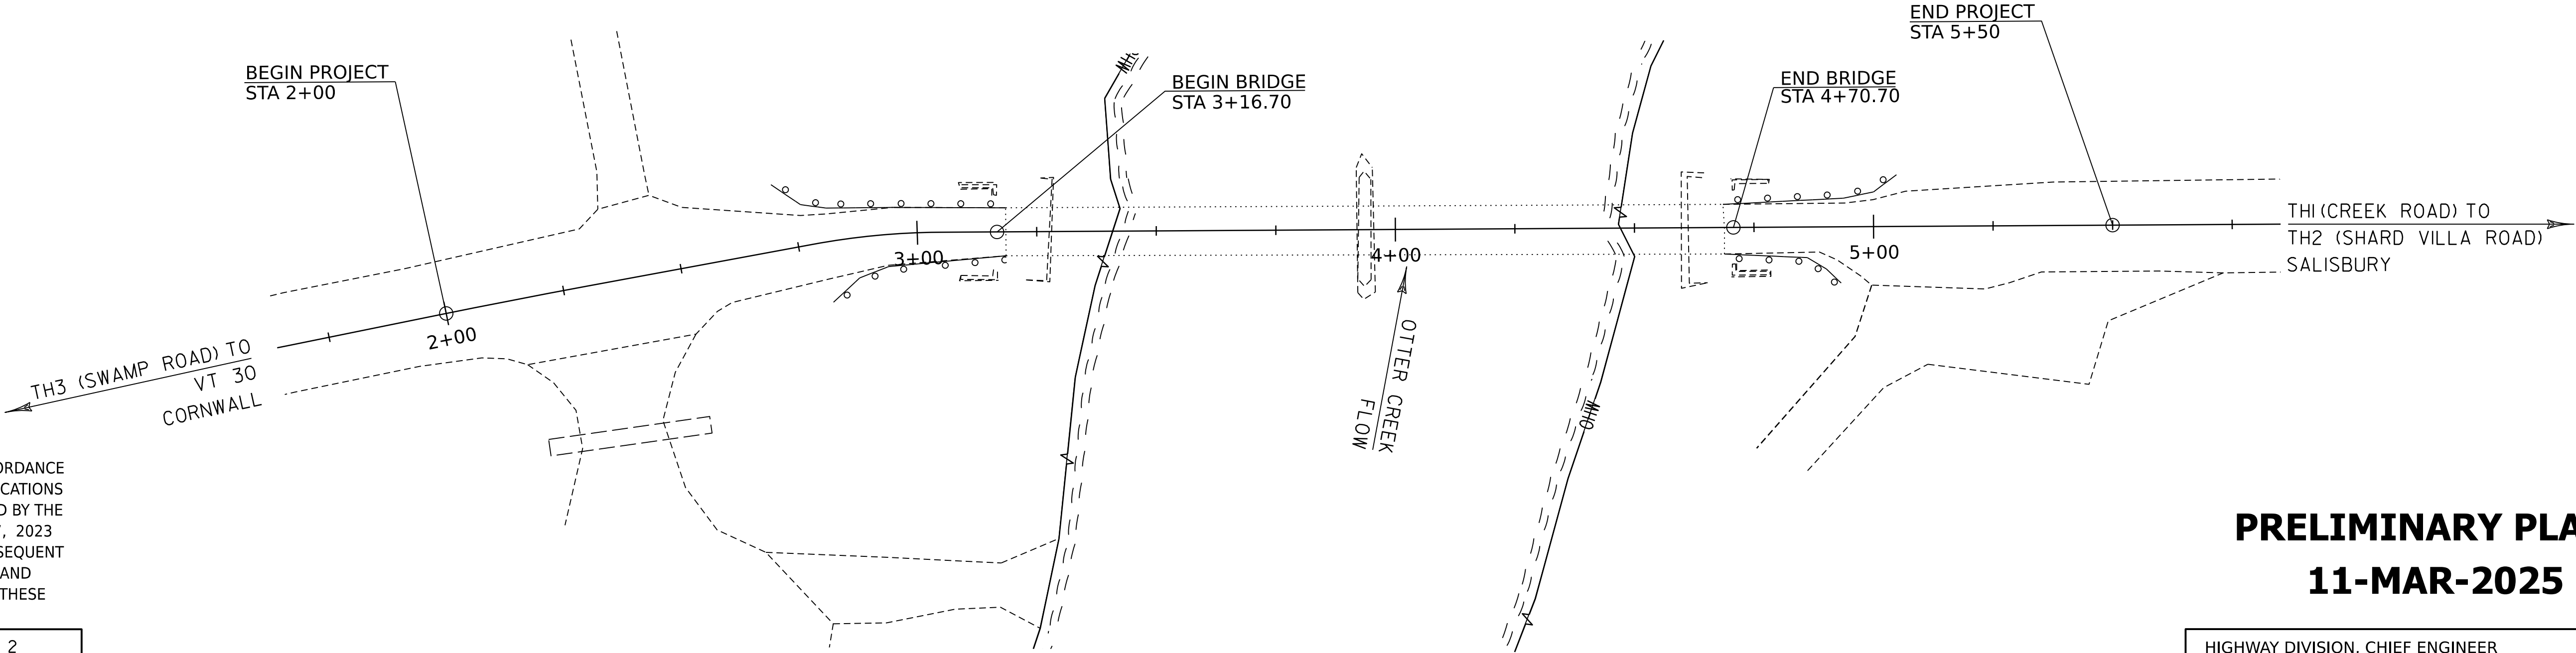 END PROJECT
STA 5+50
BEGIN PROJECT
STA 2+00
BEGIN BRIDGE
STA 3+16.70
END BRIDGE
STA 4+70.70
OHW
TH1 (CREEK ROAD) TO
TH2 (SHARD VILLA ROAD)
SALISBURY
3+00
4+00
5+00
2+00
TH3 (SWAMP ROAD) TO
VT 30
CORNWALL
OTTER CREEK
FLOW
ORDANCE
CATIONS
D BY THE
, 2023
SEQUENT
AND
THESE
PRELIMINARY PLA
11-MAR-2025
2
HIGHWAY DIVISION, CHIEF ENGINEER